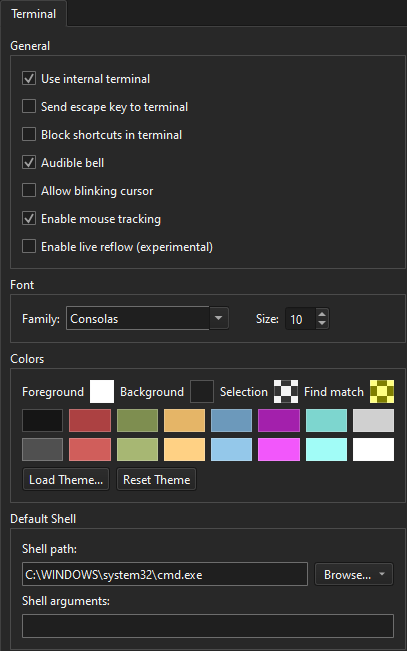 Terminal
General
Use internal terminal
Send escape key to terminal
Block shortcuts in terminal
Audible bell
Allow blinking cursor
Enable mouse tracking
Enable live reflow (experimental)
Font
Family: Consolas Size: 10
Colors
Foreground Background Selection Find match
Load Theme... Reset Theme
Default Shell
Shell path:
C:\WINDOWS\system32\cmd.exe Browse...
Shell arguments: